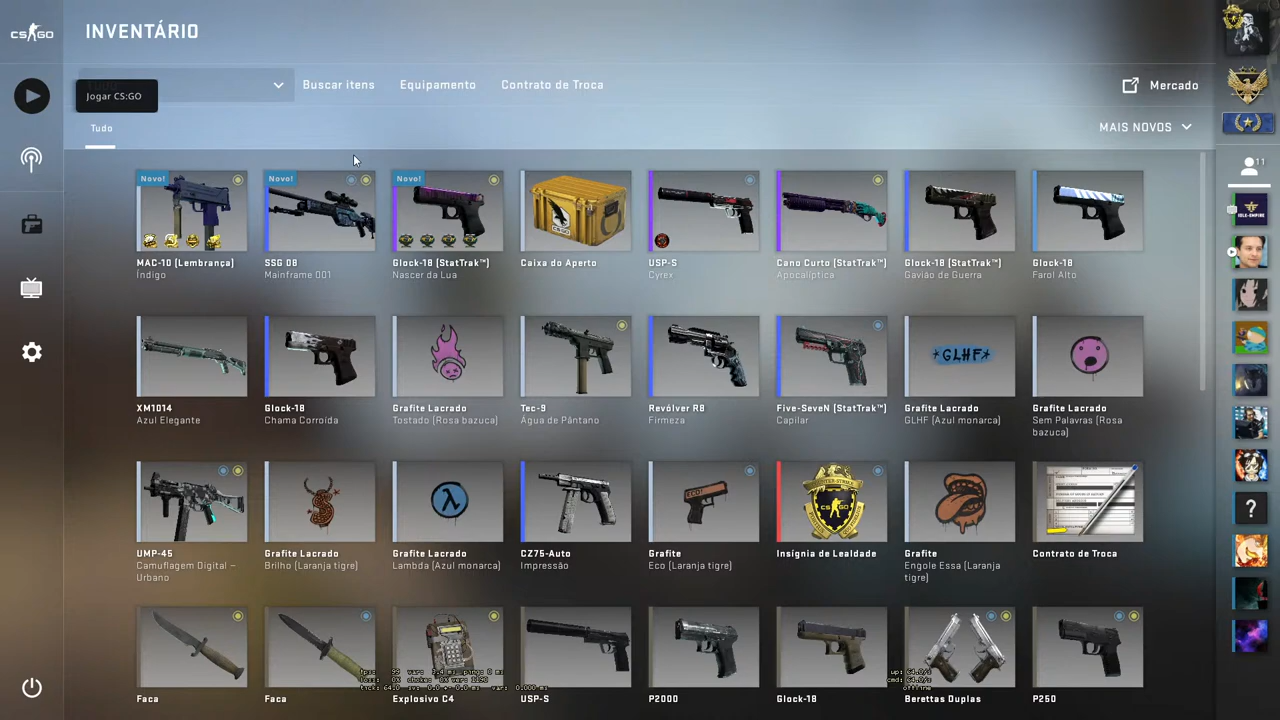 CS GO
INVENTÁRIO
Jogar CS:GO
Buscar itens
Equipamento
Contrato de Troca
Mercado
Tudo
MAIS NOVOS
11
Novo!
Novo!
Novo!
MAC-10 (Lembrança)
Índigo
SSG 08
Mainframe 001
Glock-18 (StatTrak™)
Nascer da Lua
Caixa do Aperto
USP-S
Cyrex
Cano Curto (StatTrak™)
Apocalíptica
Glock-18 (StatTrak™)
Gavião de Guerra
Glock-18
Farol Alto
GLHF
XM1014
Azul Elegante
Glock-18
Chama Corroída
Grafite Lacrado
Tostado (Rosa bazuca)
Tec-9
Água de Pântano
Revólver R8
Firmeza
Five-SeveN (StatTrak™)
Capilar
Grafite Lacrado
GLHF (Azul monarca)
Grafite Lacrado
Sem Palavras (Rosa
bazuca)
UMP-45
Camuflagem Digital –
Urbano
Grafite Lacrado
Brilho (Laranja tigre)
Grafite Lacrado
Lambda (Azul monarca)
CZ75-Auto
Impressão
Grafite
Eco (Laranja tigre)
Insígnia de Lealdade
Grafite
Engole Essa (Laranja
tigre)
Contrato de Troca
Faca
Faca
Explosivo C4
USP-S
P2000
Glock-18
Berettas Duplas
P250
offline